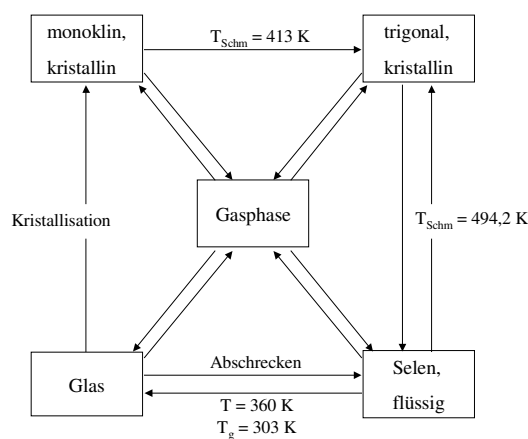 monoklin,
kristallin
T_Schm = 413 K
trigonal,
kristallin
Gasphase
Kristallisation
T_Schm = 494,2 K
Glas
Abschrecken
T = 360 K
T_g = 303 K
Selen,
flüssig